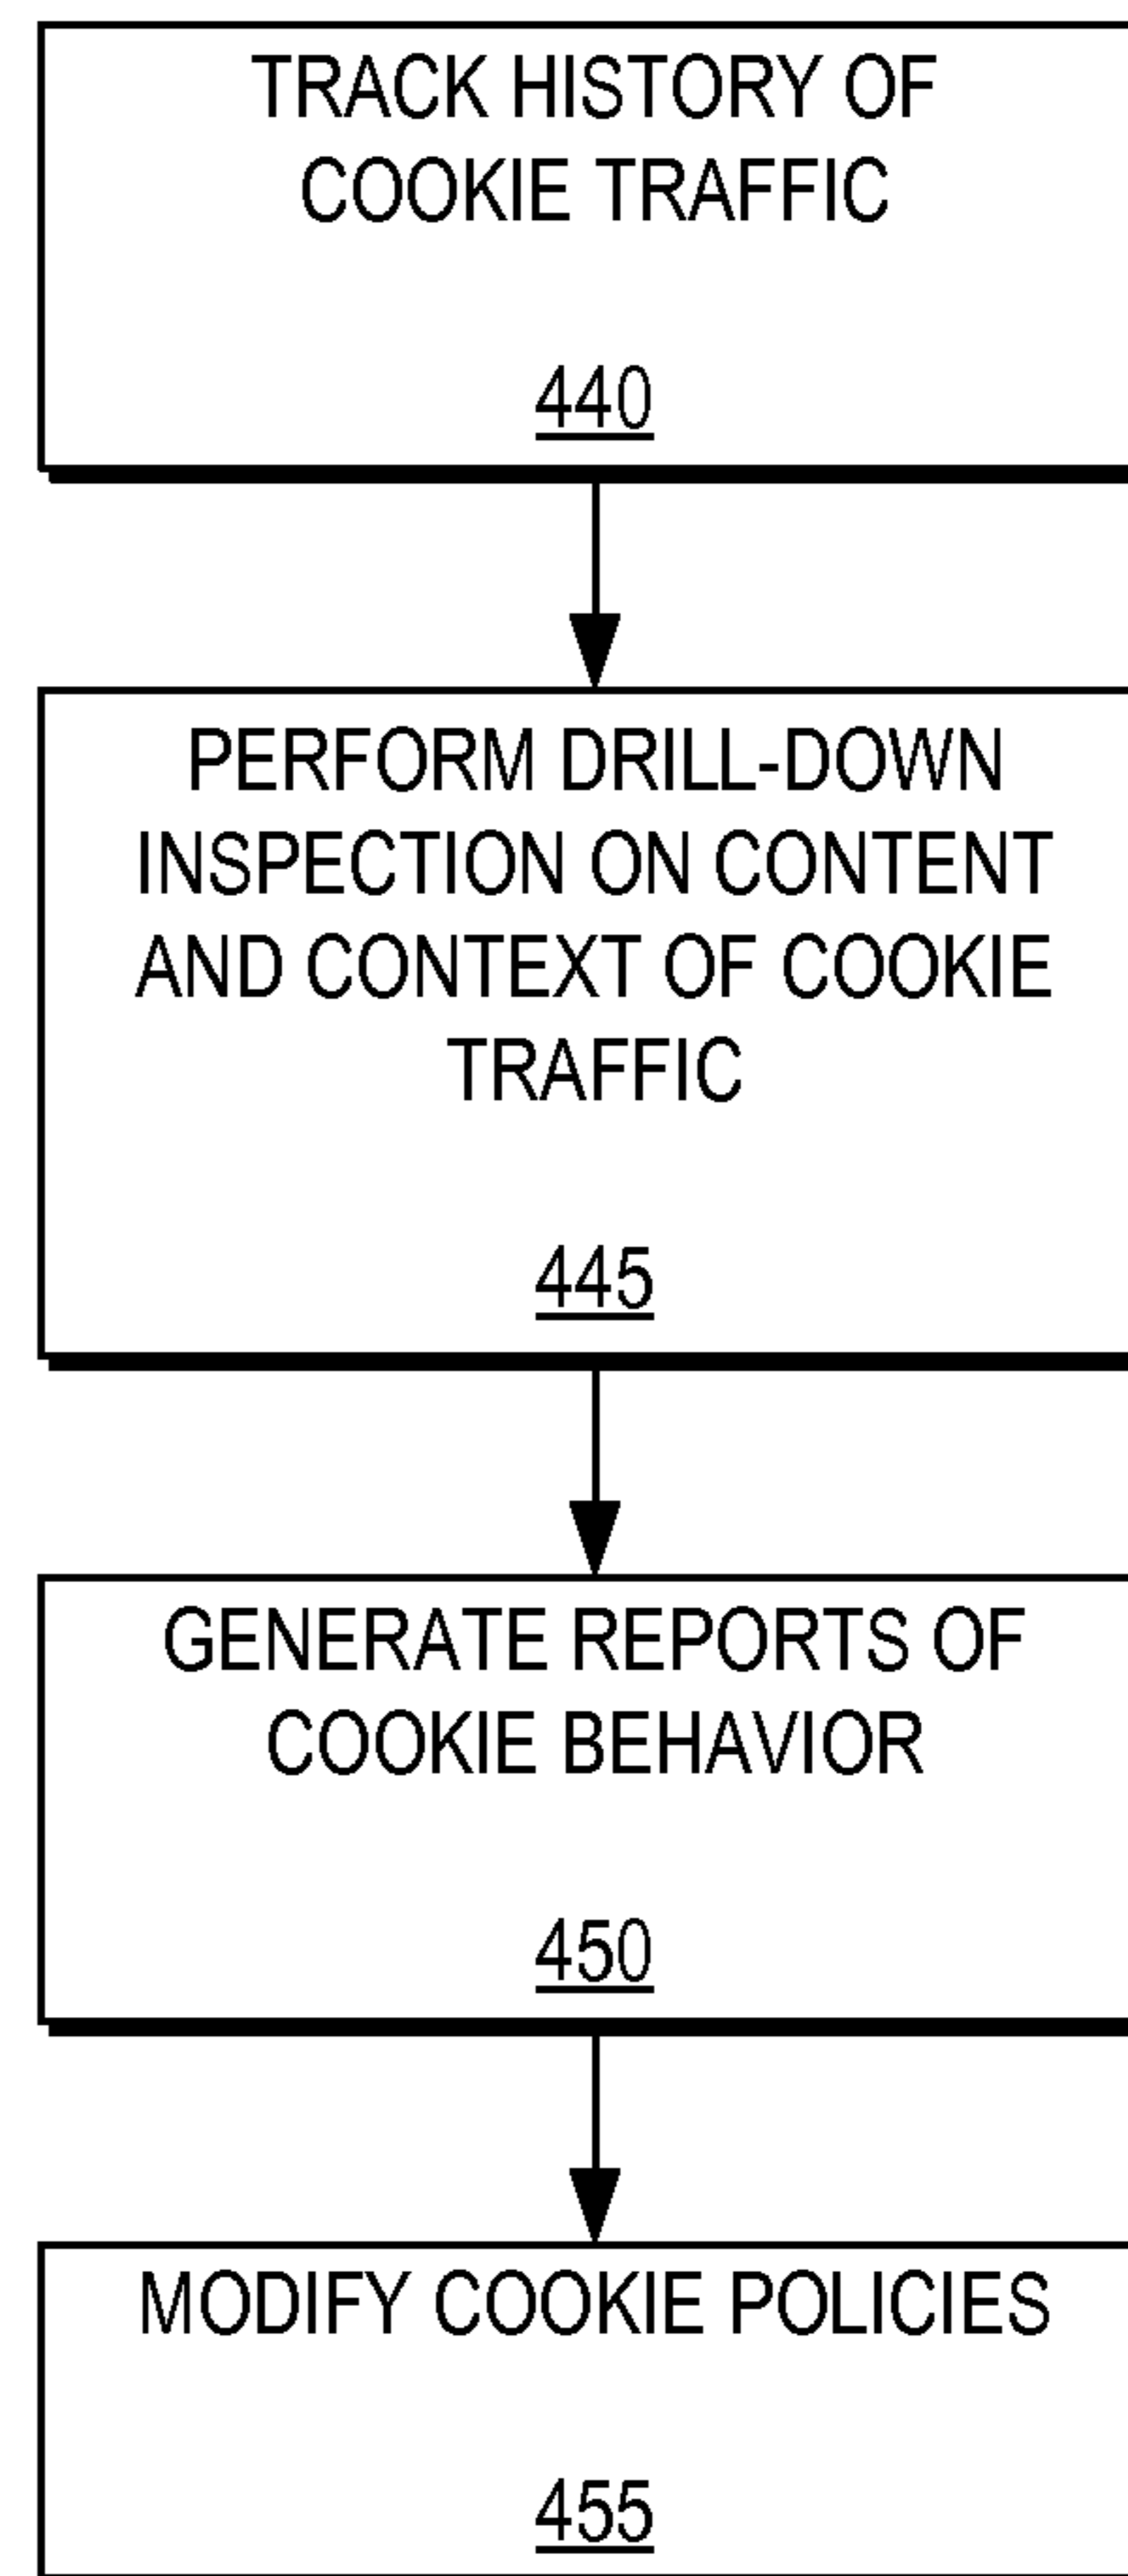 TRACK HISTORY OF
COOKIE TRAFFIC
440
PERFORM DRILL-DOWN
INSPECTION ON CONTENT
AND CONTEXT OF COOKIE
TRAFFIC
445
GENERATE REPORTS OF
COOKIE BEHAVIOR
450
MODIFY COOKIE POLICIES
455